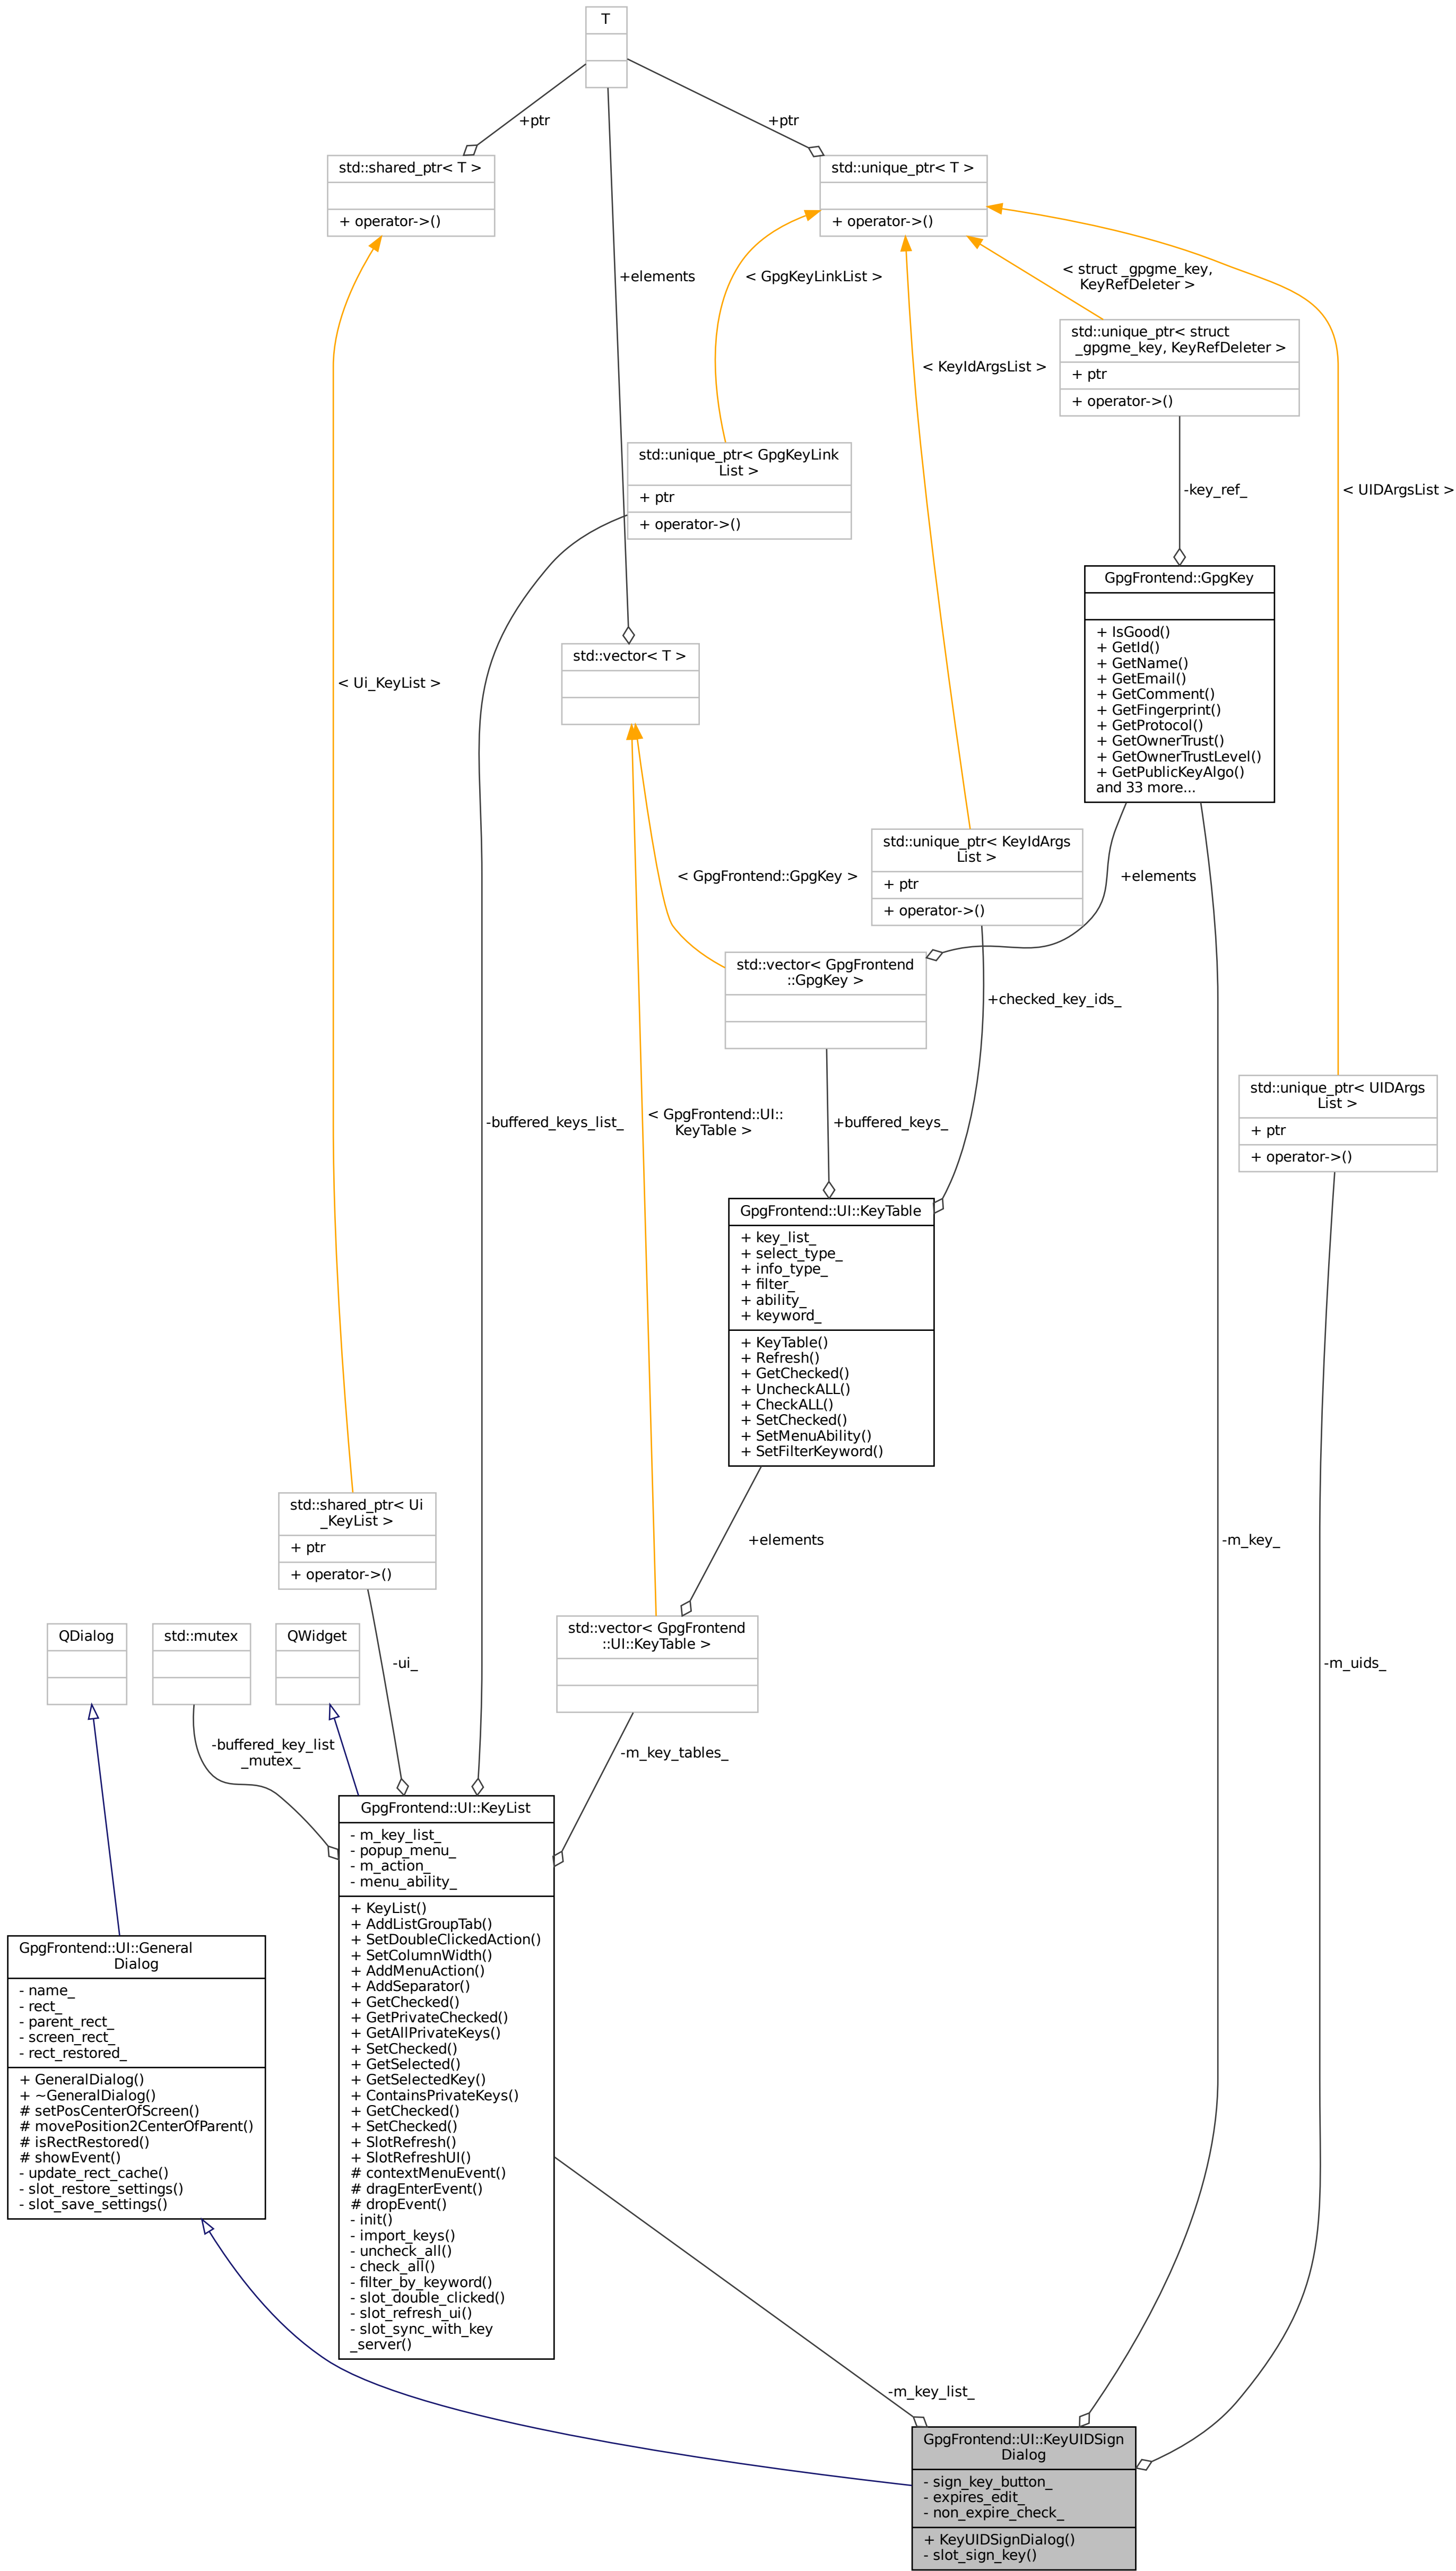 T
+ptr
+ptr
std::shared_ptr< T >
+ operator->()
std::unique_ptr< T >
+ operator->()
+elements
< GpgKeyLinkList >
< struct _gpgme_key,
KeyRefDeleter >
std::unique_ptr< struct
_gpgme_key, KeyRefDeleter >
+ ptr
+ operator->()
< KeyIdArgsList >
std::unique_ptr< GpgKeyLink
List >
+ ptr
+ operator->()
-key_ref_
< UIDArgsList >
GpgFrontend::GpgKey
+ IsGood()
+ GetId()
+ GetName()
+ GetEmail()
+ GetComment()
+ GetFingerprint()
+ GetProtocol()
+ GetOwnerTrust()
+ GetOwnerTrustLevel()
+ GetPublicKeyAlgo()
and 33 more...
std::vector< T >
< Ui_KeyList >
std::unique_ptr< KeyIdArgs
List >
+ ptr
+ operator->()
< GpgFrontend::GpgKey >
+elements
std::vector< GpgFrontend
::GpgKey >
+checked_key_ids_
std::unique_ptr< UIDArgs
List >
+ ptr
+ operator->()
-buffered_keys_list_
< GpgFrontend::UI::
KeyTable >
+buffered_keys_
GpgFrontend::UI::KeyTable
+ key_list_
+ select_type_
+ info_type_
+ filter_
+ ability_
+ keyword_
+ KeyTable()
+ Refresh()
+ GetChecked()
+ UncheckALL()
+ CheckALL()
+ SetChecked()
+ SetMenuAbility()
+ SetFilterKeyword()
std::shared_ptr< Ui
_KeyList >
+ ptr
+ operator->()
+elements
-m_key_
QDialog
std::mutex
QWidget
-ui_
std::vector< GpgFrontend
::UI::KeyTable >
-m_uids_
-buffered_key_list
_mutex_
-m_key_tables_
GpgFrontend::UI::KeyList
- m_key_list_
- popup_menu_
- m_action_
- menu_ability_
+ KeyList()
+ AddListGroupTab()
+ SetDoubleClickedAction()
+ SetColumnWidth()
+ AddMenuAction()
+ AddSeparator()
+ GetChecked()
+ GetPrivateChecked()
+ GetAllPrivateKeys()
+ SetChecked()
+ GetSelected()
+ GetSelectedKey()
+ ContainsPrivateKeys()
+ GetChecked()
+ SetChecked()
+ SlotRefresh()
+ SlotRefreshUI()
# contextMenuEvent()
# dragEnterEvent()
# dropEvent()
- init()
- import_keys()
- uncheck_all()
- check_all()
- filter_by_keyword()
- slot_double_clicked()
- slot_refresh_ui()
- slot_sync_with_key
_server()
GpgFrontend::UI::General
Dialog
- name_
- rect_
- parent_rect_
- screen_rect_
- rect_restored_
+ GeneralDialog()
+ ~GeneralDialog()
# setPosCenterOfScreen()
# movePosition2CenterOfParent()
# isRectRestored()
# showEvent()
- update_rect_cache()
- slot_restore_settings()
- slot_save_settings()
-m_key_list_
GpgFrontend::UI::KeyUIDSign
Dialog
- sign_key_button_
- expires_edit_
- non_expire_check_
+ KeyUIDSignDialog()
- slot_sign_key()